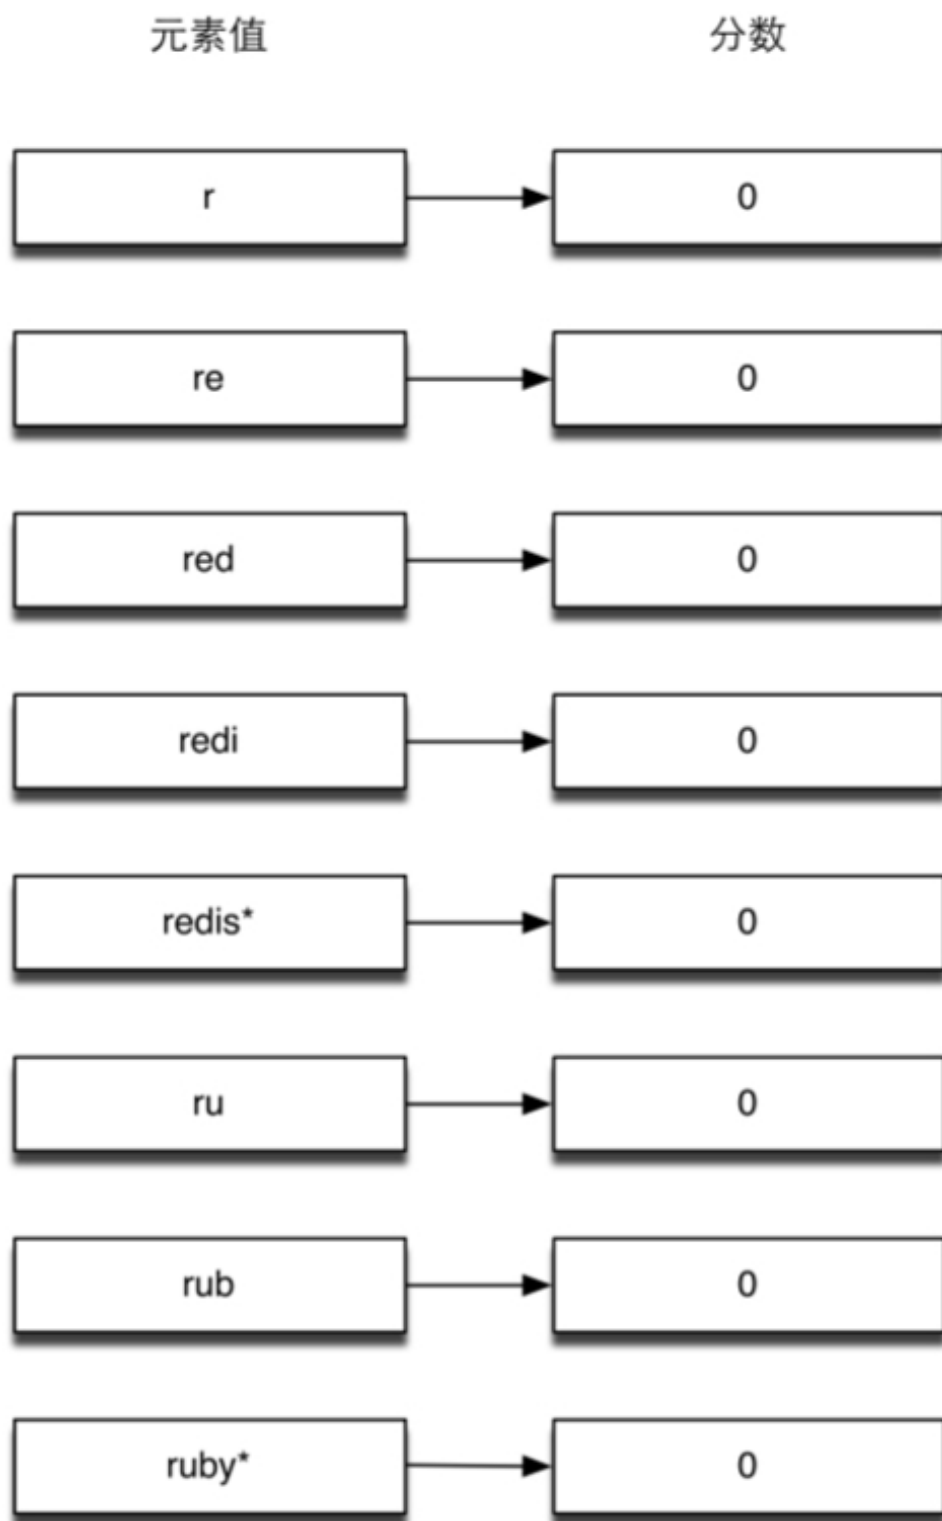 元素值 分数
r 0
re 0
red 0
redi 0
redis* 0
ru 0
rub 0
ruby* 0